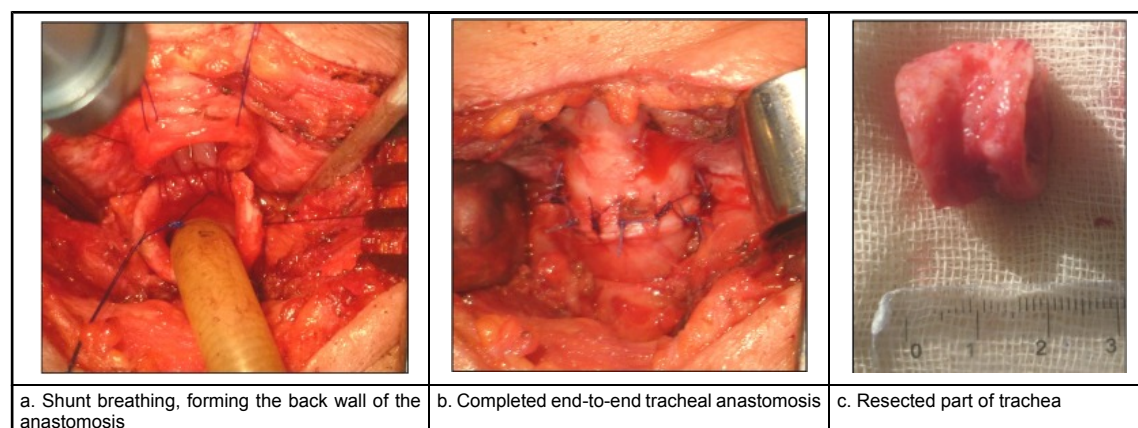 0 1 2 3
a. Shunt breathing, forming the back wall of the
anastomosis
b. Completed end-to-end tracheal anastomosis
c. Resected part of trachea